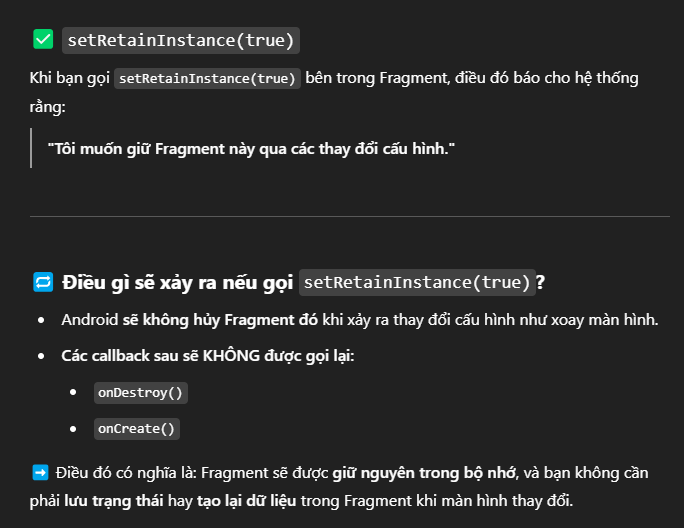 ✅ setRetainInstance(true)
Khi bạn gọi setRetainInstance(true) bên trong Fragment, điều đó báo cho hệ thống
rằng:
"Tôi muốn giữ Fragment này qua các thay đổi cấu hình."
🔁 Điều gì sẽ xảy ra nếu gọi setRetainInstance(true)?
• Android sẽ không hủy Fragment đó khi xảy ra thay đổi cấu hình như xoay màn hình.
• Các callback sau sẽ KHÔNG được gọi lại:
• onDestroy()
• onCreate()
➡️ Điều đó có nghĩa là: Fragment sẽ được giữ nguyên trong bộ nhớ, và bạn không cần
phải lưu trạng thái hay tạo lại dữ liệu trong Fragment khi màn hình thay đổi.